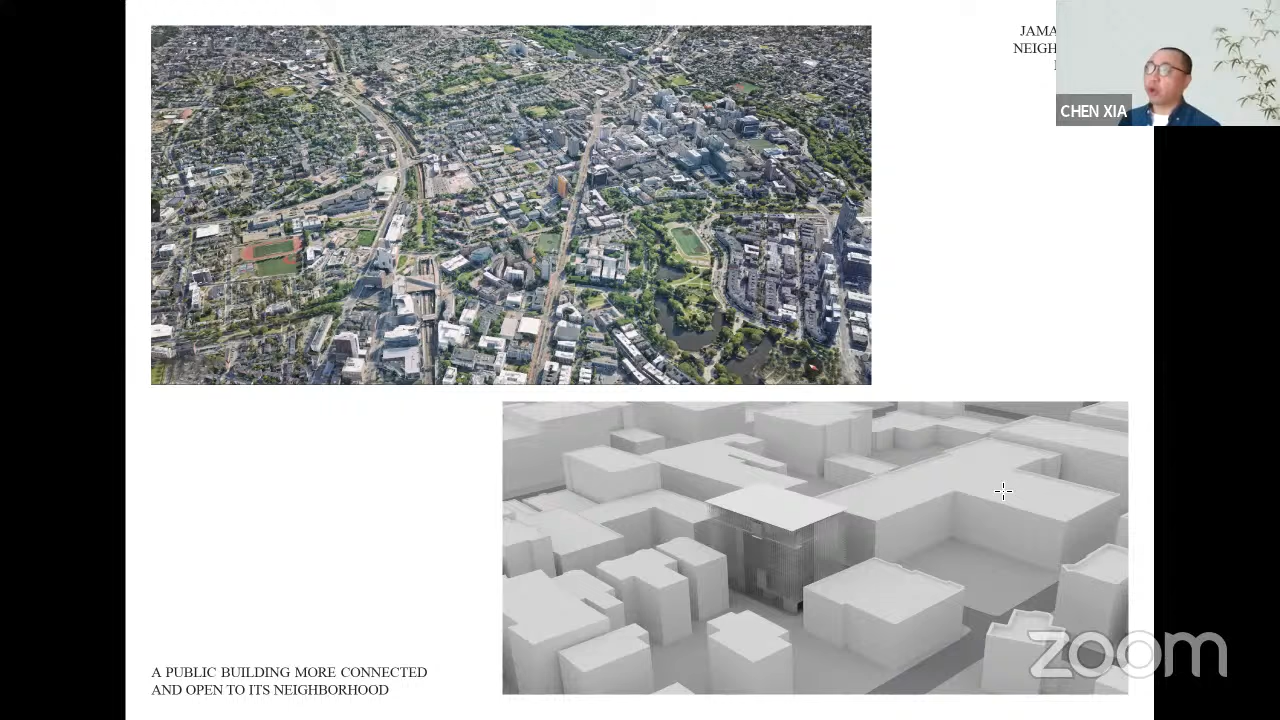 JAMA
NEIGH
CHEN XIA
A PUBLIC BUILDING MORE CONNECTED
AND OPEN TO ITS NEIGHBORHOOD
zoom